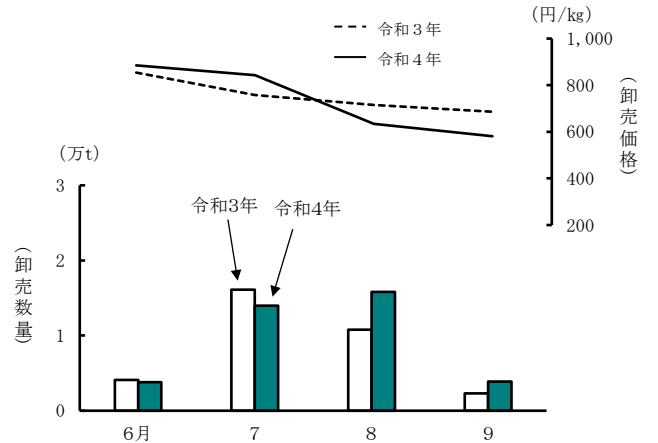 （円/㎏）
令和３年
令和４年
1,000
800
600
400
200
（卸売価格）
（万t）
3
2
1
0
（卸売数量）
令和3年
令和4年
6月
7
8
9